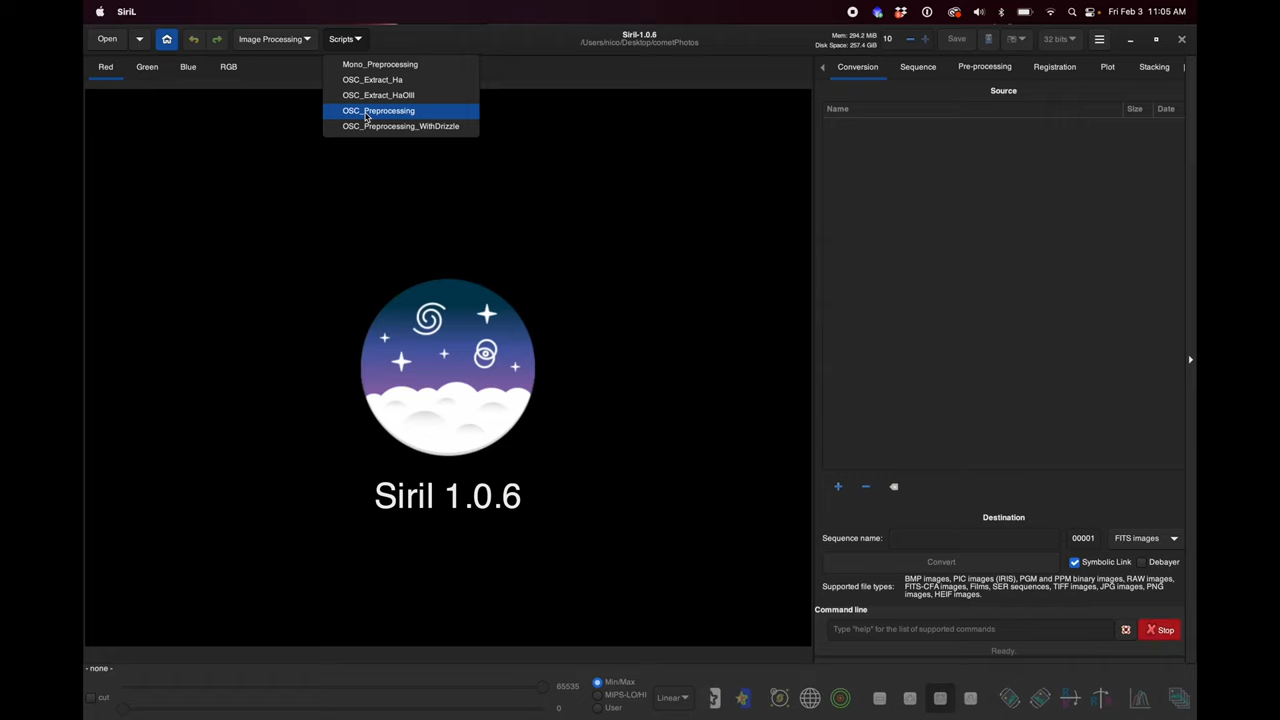 SiriL
Fri Feb 3 11:05 AM
Open
Image Processing
Scripts
Siril-1.0.6
/Users/nico/Desktop/cometPhotos
Mem: 294.2 MiB
Disk Space: 257.4 GiB
10
Save
32 bits
Red
Green
Blue
RGB
Mono_Preprocessing
OSC_Extract_Ha
OSC_Extract_HaOIII
OSC_Preprocessing
OSC_Preprocessing_WithDrizzle
Conversion
Sequence
Pre-processing
Registration
Plot
Stacking
Source
Name
Size
Date
Siril 1.0.6
Destination
Sequence name:
00001
FITS images
Convert
Symbolic Link
Debayer
Supported file types:
BMP images, PIC images (IRIS), PGM and PPM binary images, RAW images,
FITS-CFA images, Films, SER sequences, TIFF images, JPG images, PNG
images, HEIF images.
Command line
Type "help" for the list of supported commands
Stop
Ready.
- none -
cut
65535
0
Min/Max
MIPS-LO/HI
User
Linear